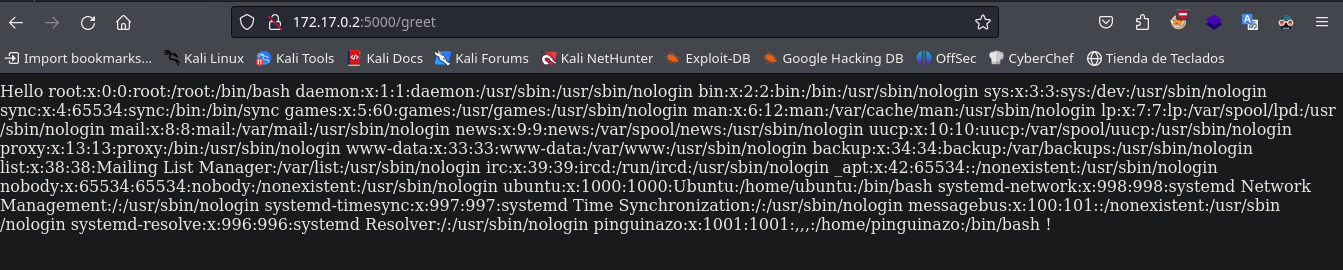 172.17.0.2:5000/greet
Import bookmarks... Kali Linux Kali Tools Kali Docs Kali Forums Kali NetHunter Exploit-DB Google Hacking DB OffSec CyberChef Tienda de Teclados
Hello root:x:0:0:root:/root:/bin/bash daemon:x:1:1:daemon:/usr/sbin:/usr/sbin/nologin bin:x:2:2:bin:/bin:/usr/sbin/nologin sys:x:3:3:sys:/dev:/usr/sbin/nologin
sync:x:4:65534:sync:/bin:/bin/sync games:x:5:60:games:/usr/games:/usr/sbin/nologin man:x:6:12:man:/var/cache/man:/usr/sbin/nologin lp:x:7:7:lp:/var/spool/lpd:/usr
/sbin/nologin mail:x:8:8:mail:/var/mail:/usr/sbin/nologin news:x:9:9:news:/var/spool/news:/usr/sbin/nologin uucp:x:10:10:uucp:/var/spool/uucp:/usr/sbin/nologin
proxy:x:13:13:proxy:/bin:/usr/sbin/nologin www-data:x:33:33:www-data:/var/www:/usr/sbin/nologin backup:x:34:34:backup:/var/backups:/usr/sbin/nologin
list:x:38:38:Mailing List Manager:/var/list:/usr/sbin/nologin irc:x:39:39:ircd:/run/ircd:/usr/sbin/nologin _apt:x:42:65534::/nonexistent:/usr/sbin/nologin
nobody:x:65534:65534:nobody:/nonexistent:/usr/sbin/nologin ubuntu:x:1000:1000:Ubuntu:/home/ubuntu:/bin/bash systemd-network:x:998:998:systemd Network
Management:/:/usr/sbin/nologin systemd-timesync:x:997:997:systemd Time Synchronization:/:/usr/sbin/nologin messagebus:x:100:101::/nonexistent:/usr/sbin
/nologin systemd-resolve:x:996:996:systemd Resolver:/:/usr/sbin/nologin pinguinazo:x:1001:1001:,,,:/home/pinguinazo:/bin/bash !